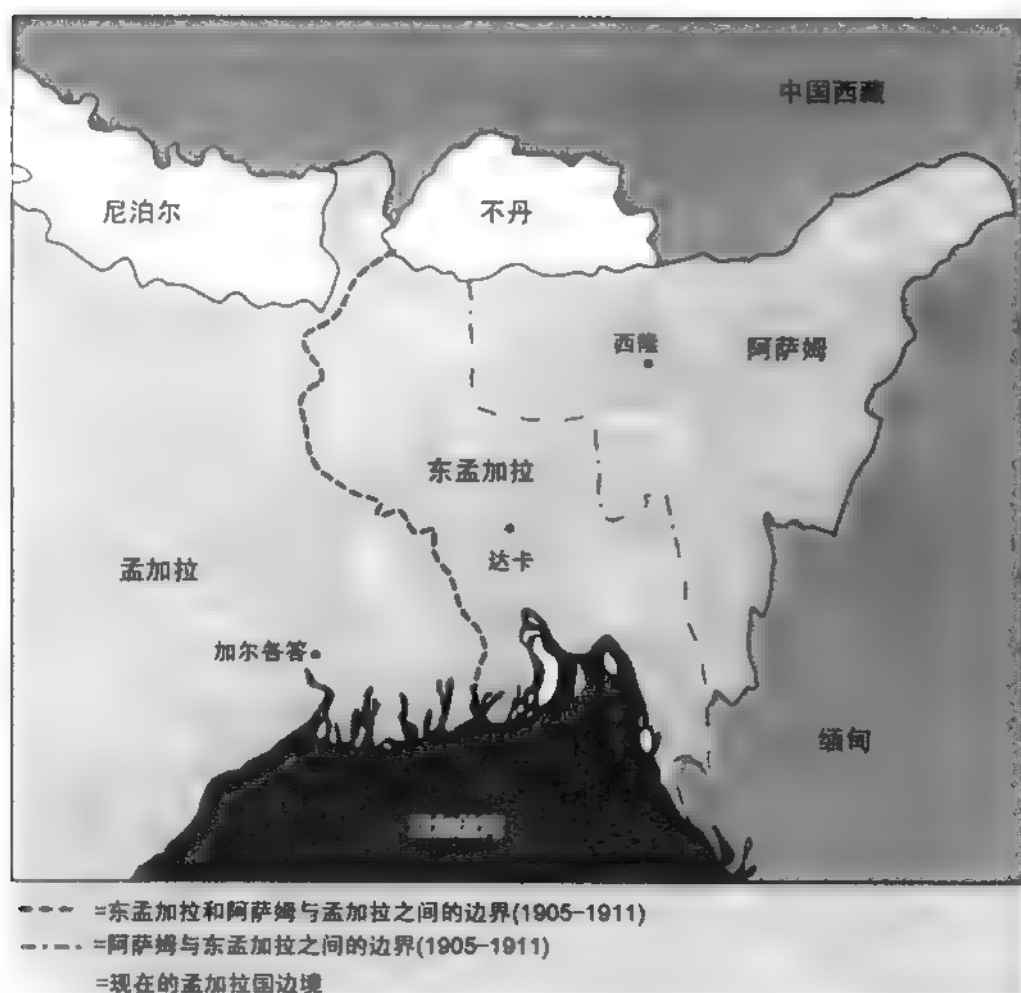 中国西藏
尼泊尔
不丹
西隆
阿萨姆
东孟加拉
达卡
孟加拉
加尔各答
缅甸
=东孟加拉和阿萨姆与孟加拉之间的边界(1905-1911)
=阿萨姆与东孟加拉之间的边界(1905-1911)
=现在的孟加拉国边境